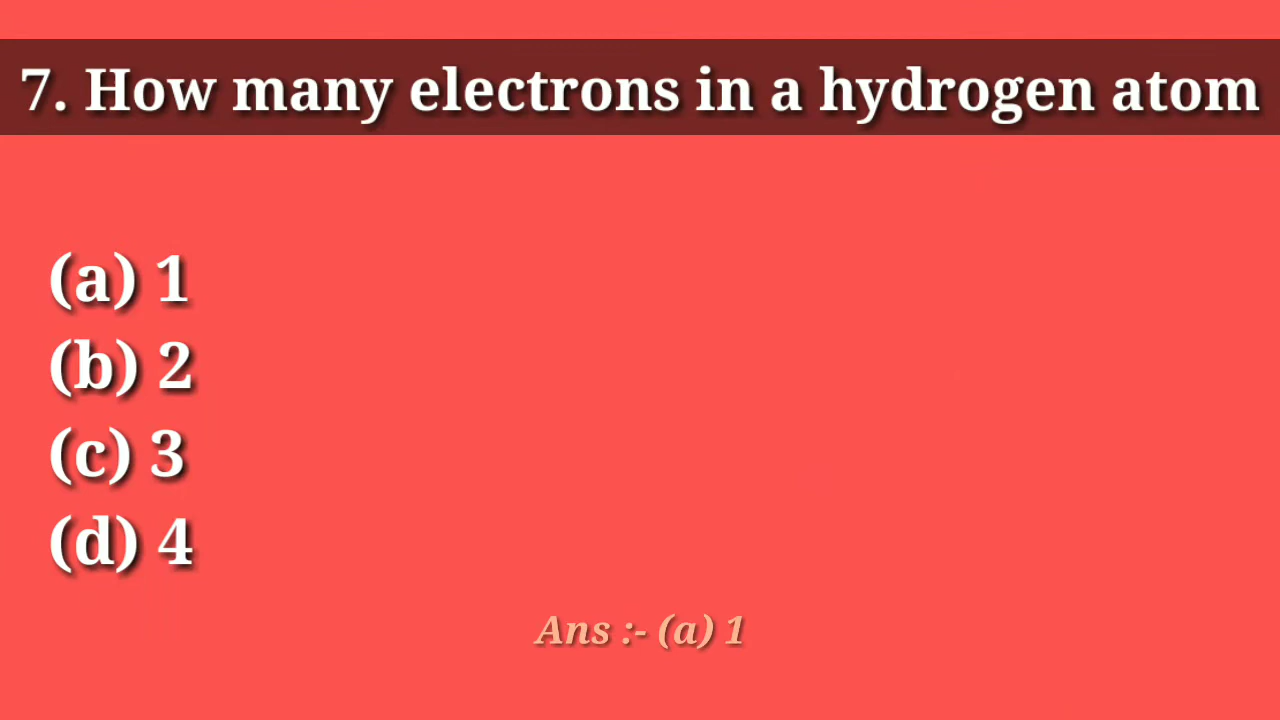 7. How many electrons in a hydrogen atom
(a) 1
(b) 2
(c) 3
(d) 4
Ans :- (a) 1